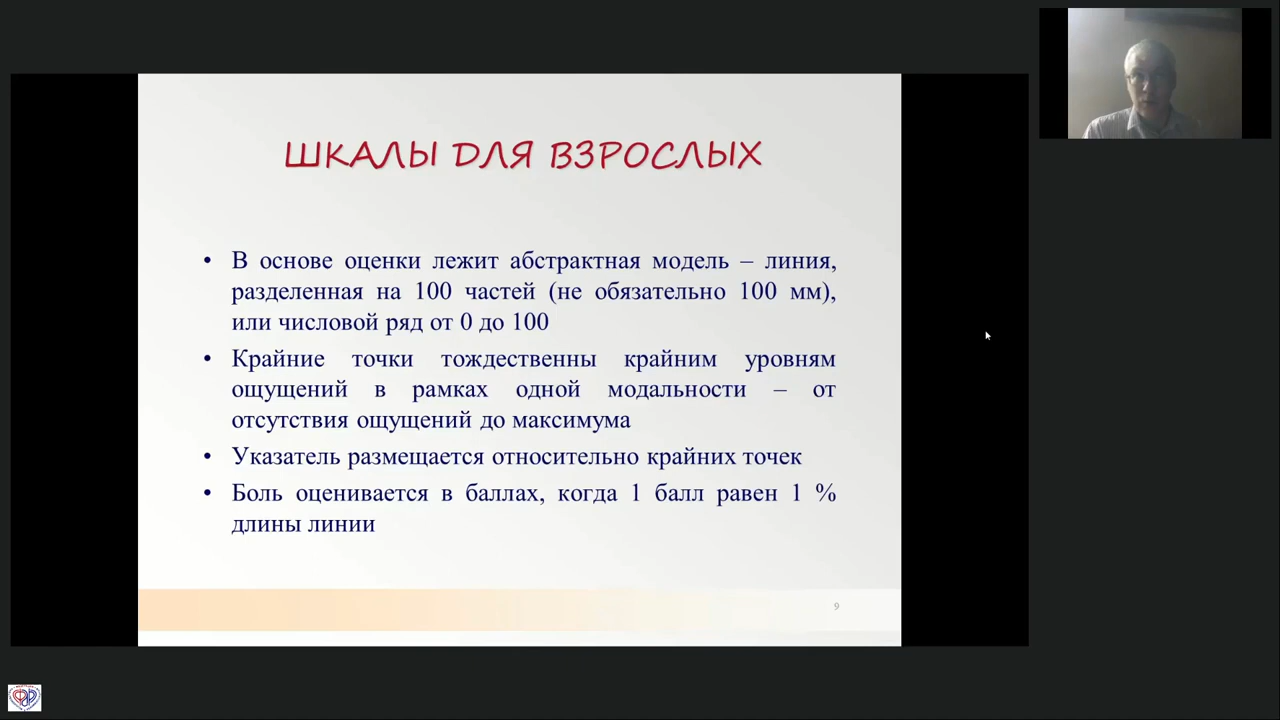 ШКАЛЫ ДЛЯ ВЗРОСЛЫХ
• В основе оценки лежит абстрактная модель – линия,
разделенная на 100 частей (не обязательно 100 мм),
или числовой ряд от 0 до 100
• Крайние точки тождественны крайним уровням
ощущений в рамках одной модальности – от
отсутствия ощущений до максимума
• Указатель размещается относительно крайних точек
• Боль оценивается в баллах, когда 1 балл равен 1 %
длины линии
9